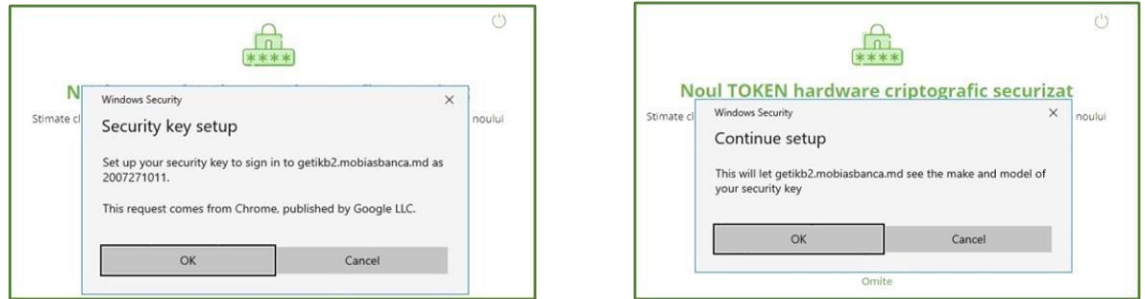 ****
N
Stimate cl
noului
Windows Security
Security key setup
Set up your security key to sign in to getikb2.mobiasbanca.md as
2007271011.
This request comes from Chrome, published by Google LLC.
OK
Cancel
****
Noul TOKEN hardware criptografic securizat
Stimate cl
noului
Windows Security
Continue setup
This will let getikb2.mobiasbanca.md see the make and model of
your security key
OK
Cancel
Omite